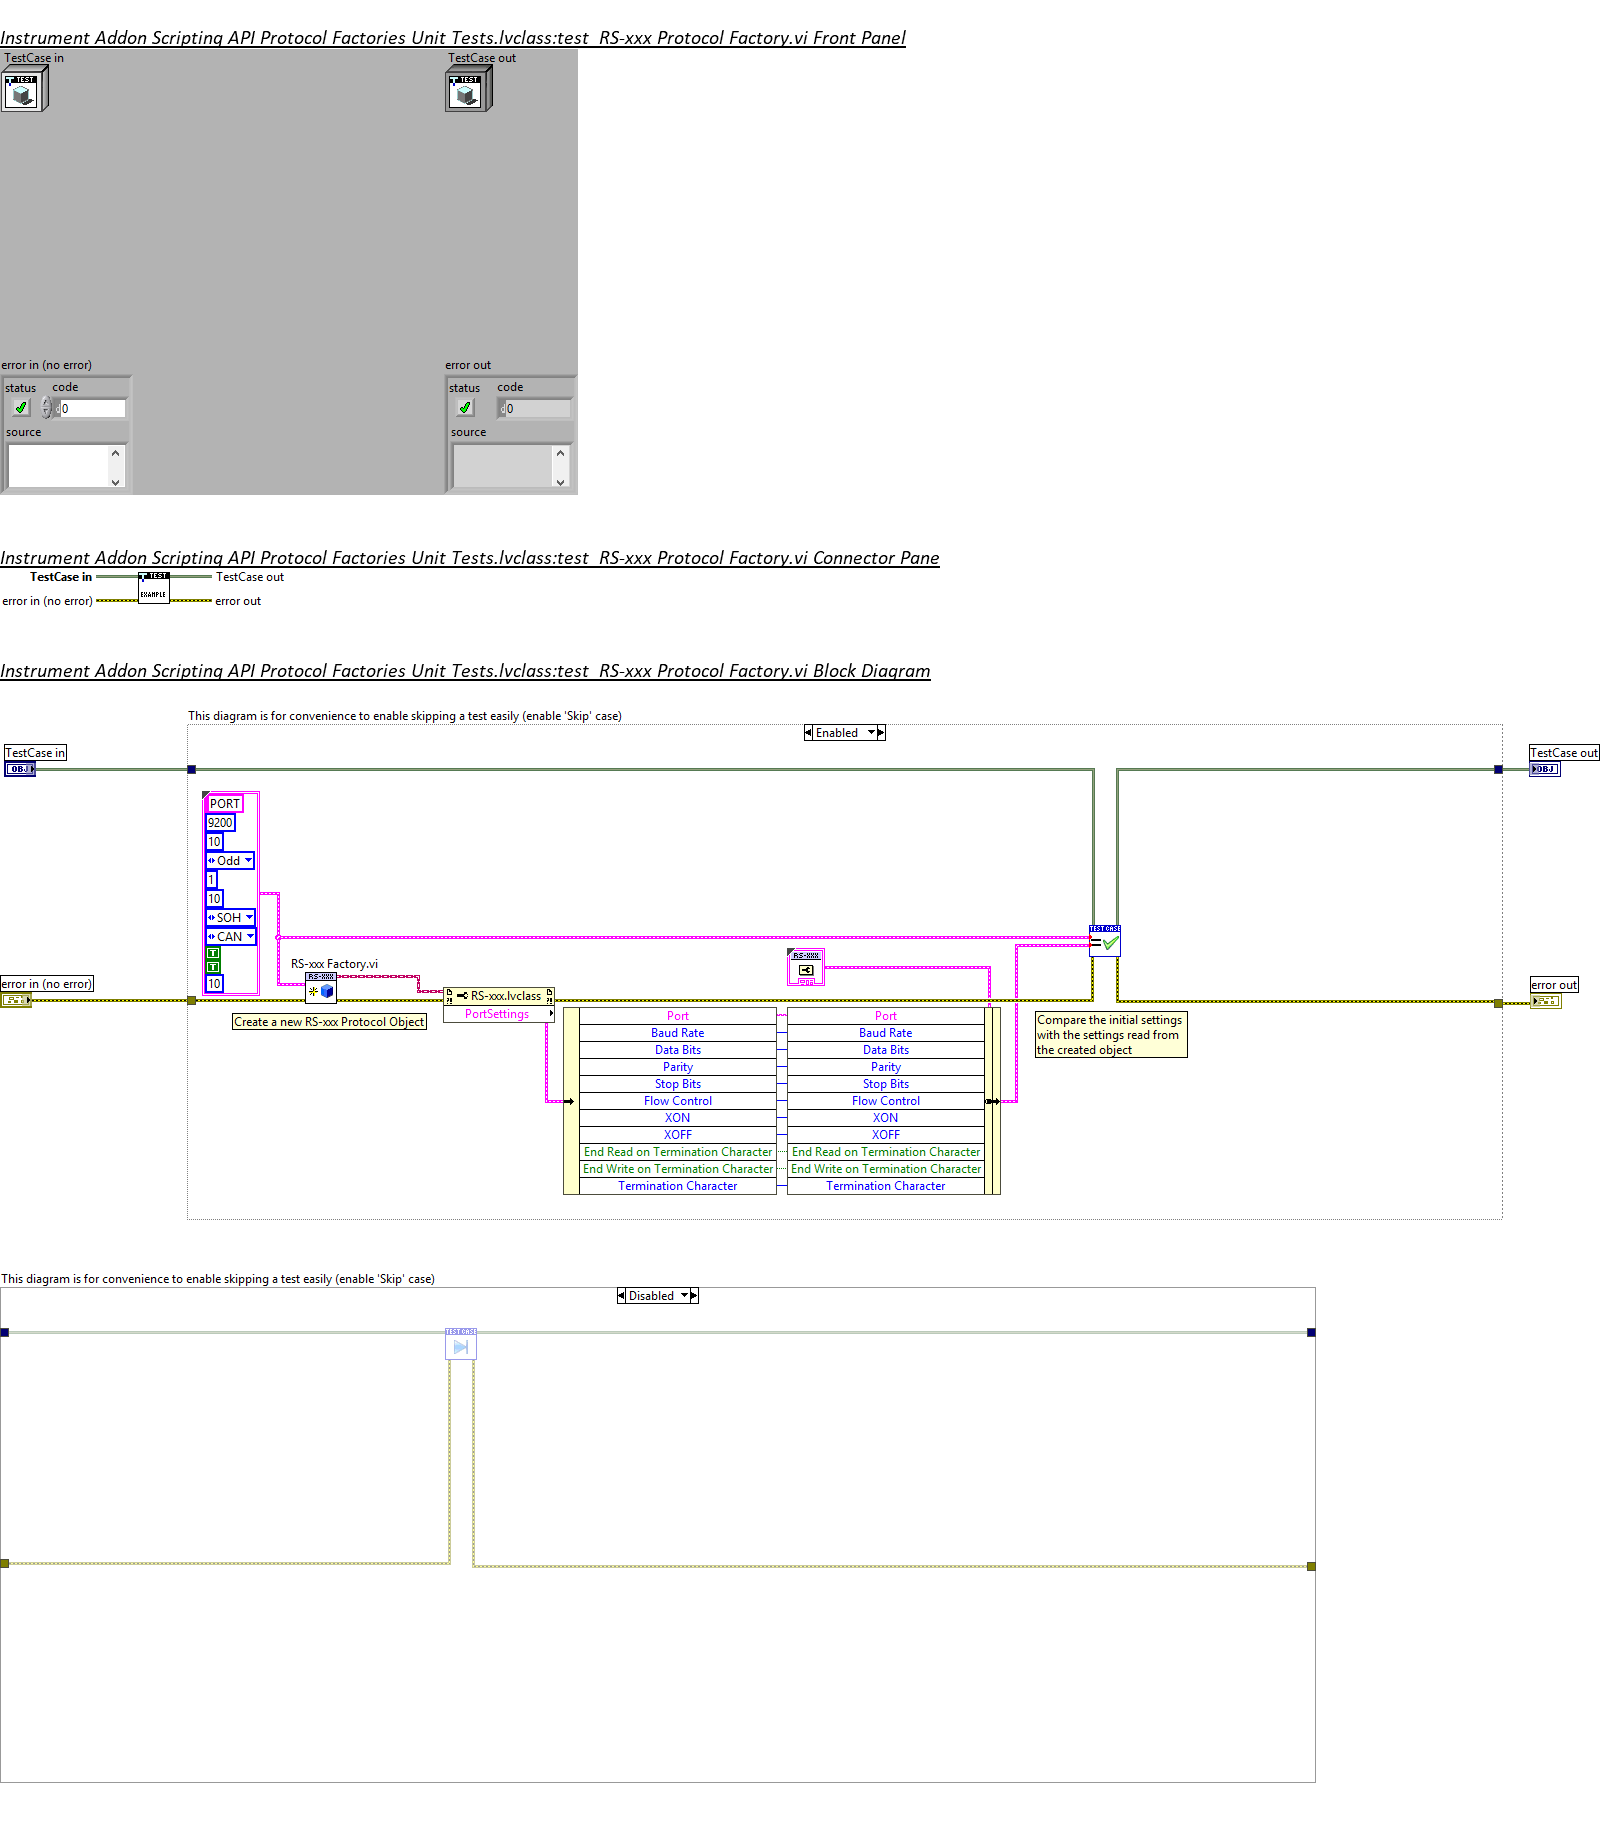 Instrument Addon Scripting API Protocol Factories Unit Tests.lvclass:test  RS-xxx Protocol Factory.vi Front Panel
TestCase in
TestCase out
TEST
TEST
error in (no error)
error out
status
code
status
code
d0
d0
source
source
Instrument Addon Scripting API Protocol Factories Unit Tests.lvclass:test  RS-xxx Protocol Factory.vi Connector Pane
TestCase in
TEST
TestCase out
error in (no error)
EXAMPLE
error out
Instrument Addon Scripting API Protocol Factories Unit Tests.lvclass:test  RS-xxx Protocol Factory.vi Block Diagram
This diagram is for convenience to enable skipping a test easily (enable 'Skip' case)
Enabled
TestCase in
OBJ
TestCase out
OBJ
PORT
9200
10
Odd
1
10
SOH
CAN
T
T
10
TEST CASE
RS-xxx Factory.vi
RS-XXX
RS-XXX
error in (no error)
error out
RS-xxx.lvclass
PortSettings
Create a new RS-xxx Protocol Object
Compare the initial settings
with the settings read from
the created object
Port
Port
Baud Rate
Baud Rate
Data Bits
Data Bits
Parity
Parity
Stop Bits
Stop Bits
Flow Control
Flow Control
XON
XON
XOFF
XOFF
End Read on Termination Character
End Read on Termination Character
End Write on Termination Character
End Write on Termination Character
Termination Character
Termination Character
This diagram is for convenience to enable skipping a test easily (enable 'Skip' case)
Disabled
TEST CASE